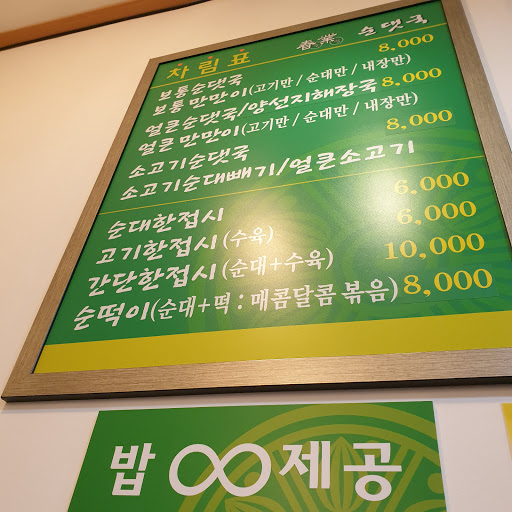 차림표 春業 순댓국
보통순댓국 8,000
보통만만이(고기만 / 순대만 / 내장만)
얼큰순댓국/양선지해장국 8,000
얼큰만만이(고기만 / 순대만 / 내장만)
소고기순댓국 8,000
소고기순대빼기/얼큰소고기
순대한접시 6,000
고기한접시(수육) 6,000
간단한접시(순대+수육) 10,000
순떡이(순대+떡 : 매콤달콤 볶음) 8,000
밥 ∞ 제공